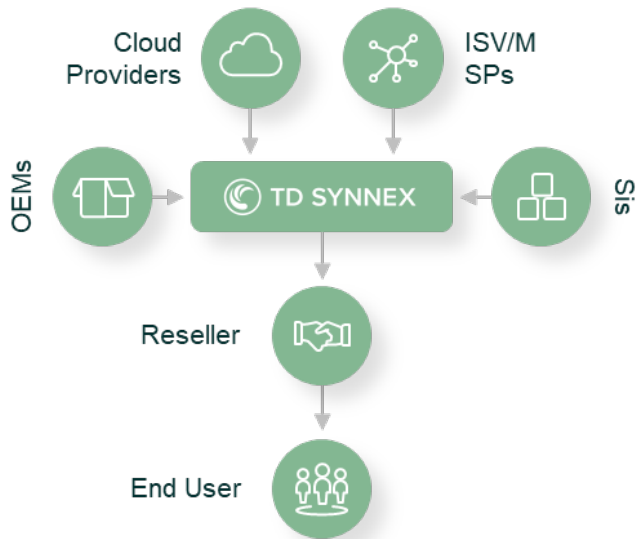 Cloud
Providers
ISV/M
SPs
OEMs
TD SYNNEX
Sis
Reseller
End User